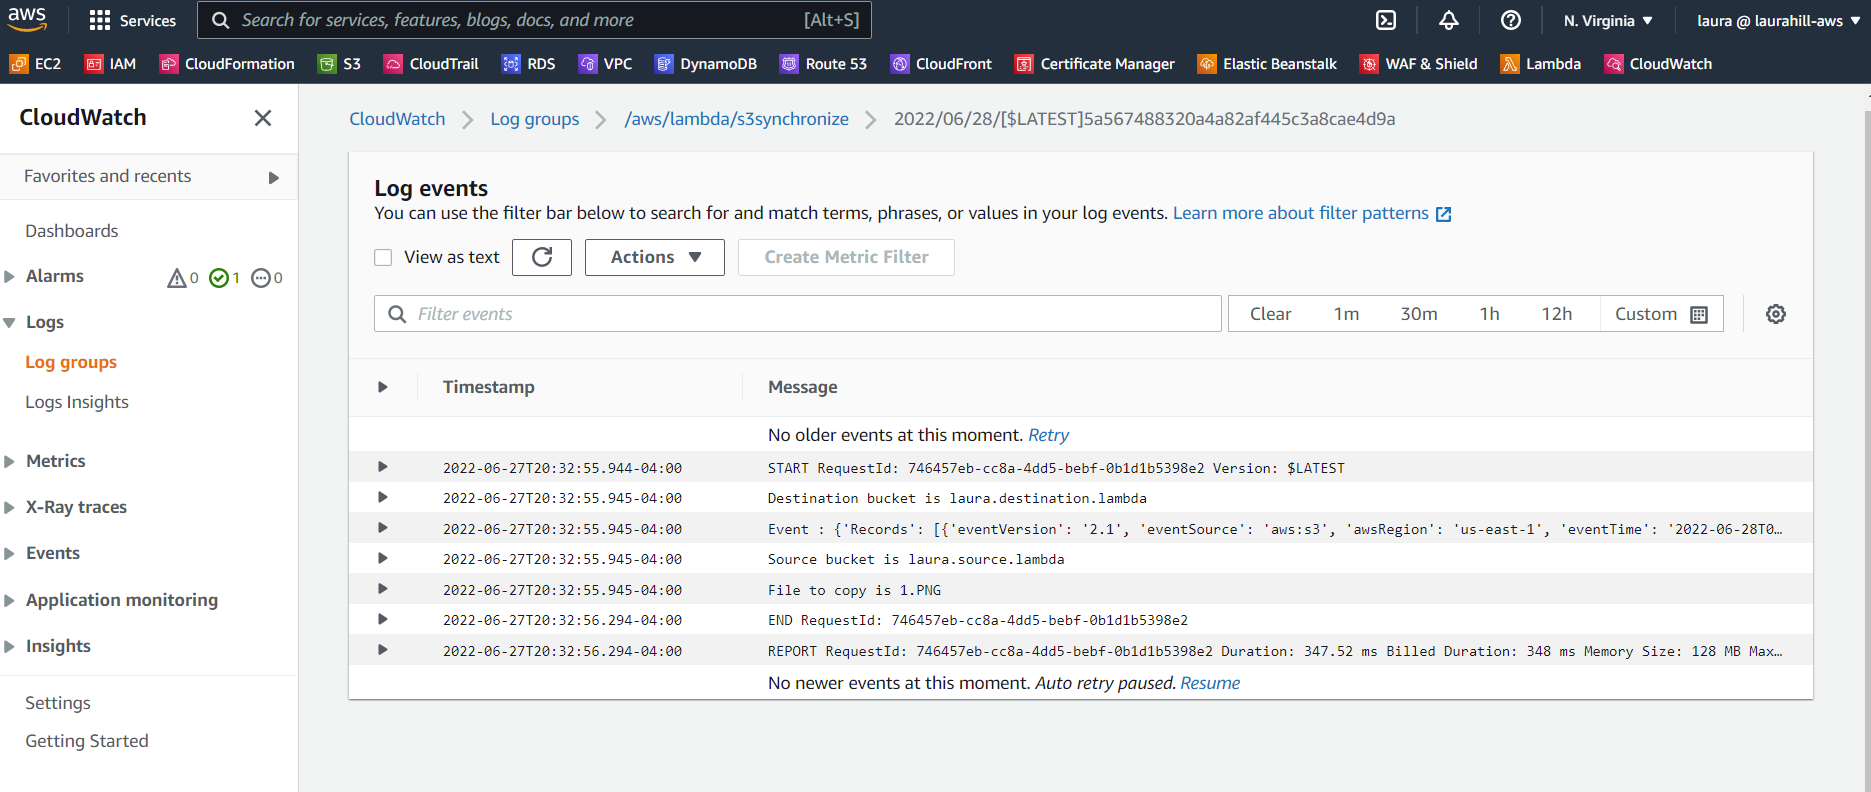 aws Services Search for services, features, blogs, docs, and more [Alt+S] N. Virginia laura @ laurahill-aws
EC2 IAM CloudFormation S3 CloudTrail RDS VPC DynamoDB Route 53 CloudFront Certificate Manager Elastic Beanstalk WAF & Shield Lambda CloudWatch
CloudWatch
Favorites and recents
Dashboards
Alarms 0 1 0
Logs
Log groups
Logs Insights
Metrics
X-Ray traces
Events
Application monitoring
Insights
Settings
Getting Started
CloudWatch Log groups /aws/lambda/s3synchronize 2022/06/28/[$LATEST]5a567488320a4a82af445c3a8cae4d9a
Log events
You can use the filter bar below to search for and match terms, phrases, or values in your log events. Learn more about filter patterns
View as text Actions Create Metric Filter
Filter events Clear 1m 30m 1h 12h Custom
Timestamp Message
No older events at this moment. Retry
2022-06-27T20:32:55.944-04:00 START RequestId: 746457eb-cc8a-4dd5-bebf-0b1d1b5398e2 Version: $LATEST
2022-06-27T20:32:55.945-04:00 Destination bucket is laura.destination.lambda
2022-06-27T20:32:55.945-04:00 Event : {'Records': [{'eventVersion': '2.1', 'eventSource': 'aws:s3', 'awsRegion': 'us-east-1', 'eventTime': '2022-06-28T0…
2022-06-27T20:32:55.945-04:00 Source bucket is laura.source.lambda
2022-06-27T20:32:55.945-04:00 File to copy is 1.PNG
2022-06-27T20:32:56.294-04:00 END RequestId: 746457eb-cc8a-4dd5-bebf-0b1d1b5398e2
2022-06-27T20:32:56.294-04:00 REPORT RequestId: 746457eb-cc8a-4dd5-bebf-0b1d1b5398e2 Duration: 347.52 ms Billed Duration: 348 ms Memory Size: 128 MB Max…
No newer events at this moment. Auto retry paused. Resume